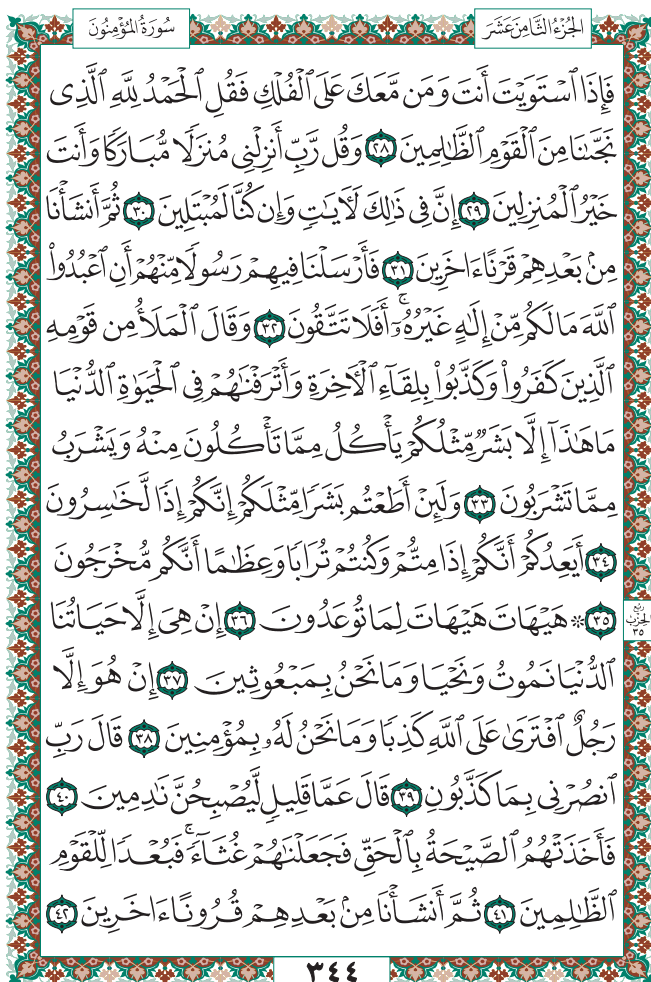 سُورَةُ المُؤْمِنُونَ
الجُزْءُ الثَّامِنَ عَشَرَ
فَإِذَا ٱسْتَوَيْتَ أَنتَ وَمَن مَّعَكَ عَلَى ٱلْفُلْكِ فَقُلِ ٱلْحَمْدُ لِلَّهِ ٱلَّذِى
نَجَّىٰنَا مِنَ ٱلْقَوْمِ ٱلظَّـٰلِمِينَ ٢٨ وَقُل رَّبِّ أَنزِلْنِى مُنزَلًا مُّبَارَكًا وَأَنتَ
خَيْرُ ٱلْمُنزِلِينَ ٢٩ إِنَّ فِى ذَٰلِكَ لَـَٔايَـٰتٍ وَإِن كُنَّا لَمُبْتَلِينَ ٣٠ ثُمَّ أَنشَأْنَا
مِنۢ بَعْدِهِمْ قَرْنًا ءَاخَرِينَ ٣١ فَأَرْسَلْنَا فِيهِمْ رَسُولًا مِّنْهُمْ أَنِ ٱعْبُدُوا۟
ٱللَّهَ مَا لَكُم مِّنْ إِلَـٰهٍ غَيْرُهُۥٓ ۚ أَفَلَا تَتَّقُونَ ٣٢ وَقَالَ ٱلْمَلَأُ مِن قَوْمِهِ
ٱلَّذِينَ كَفَرُوا۟ وَكَذَّبُوا۟ بِلِقَآءِ ٱلْـَٔاخِرَةِ وَأَتْرَفْنَـٰهُمْ فِى ٱلْحَيَوٰةِ ٱلدُّنْيَا
مَا هَـٰذَآ إِلَّا بَشَرٌ مِّثْلُكُمْ يَأْكُلُ مِمَّا تَأْكُلُونَ مِنْهُ وَيَشْرَبُ
مِمَّا تَشْرَبُونَ ٣٣ وَلَئِنْ أَطَعْتُم بَشَرًا مِّثْلَكُمْ إِنَّكُمْ إِذًا لَّخَـٰسِرُونَ
٣٤ أَيَعِدُكُمْ أَنَّكُمْ إِذَا مِتُّمْ وَكُنتُمْ تُرَابًا وَعِظَـٰمًا أَنَّكُم مُّخْرَجُونَ
٣٥ ۞ هَيْهَاتَ هَيْهَاتَ لِمَا تُوعَدُونَ ٣٦ إِنْ هِىَ إِلَّا حَيَاتُنَا
رُبْعُ الحِزْبِ ٣٥
ٱلدُّنْيَا نَمُوتُ وَنَحْيَا وَمَا نَحْنُ بِمَبْعُوثِينَ ٣٧ إِنْ هُوَ إِلَّا
رَجُلٌ ٱفْتَرَىٰ عَلَى ٱللَّهِ كَذِبًا وَمَا نَحْنُ لَهُۥ بِمُؤْمِنِينَ ٣٨ قَالَ رَبِّ
ٱنصُرْنِى بِمَا كَذَّبُونِ ٣٩ قَالَ عَمَّا قَلِيلٍ لَّيُصْبِحُنَّ نَـٰدِمِينَ ٤٠
فَأَخَذَتْهُمُ ٱلصَّيْحَةُ بِٱلْحَقِّ فَجَعَلْنَـٰهُمْ غُثَآءً ۚ فَبُعْدًا لِّلْقَوْمِ
ٱلظَّـٰلِمِينَ ٤١ ثُمَّ أَنشَأْنَا مِنۢ بَعْدِهِمْ قُرُونًا ءَاخَرِينَ ٤٢
٣٤٤